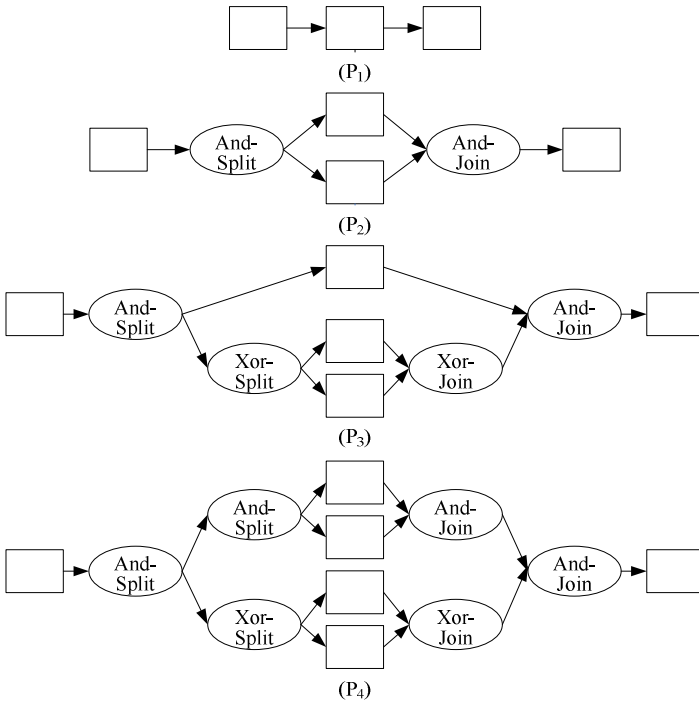 (P1)
And-
Split
And-
Join
(P2)
And-
Split
And-
Join
Xor-
Split
Xor-
Join
(P3)
And-
Split
And-
Join
And-
Split
And-
Join
Xor-
Split
Xor-
Join
(P4)